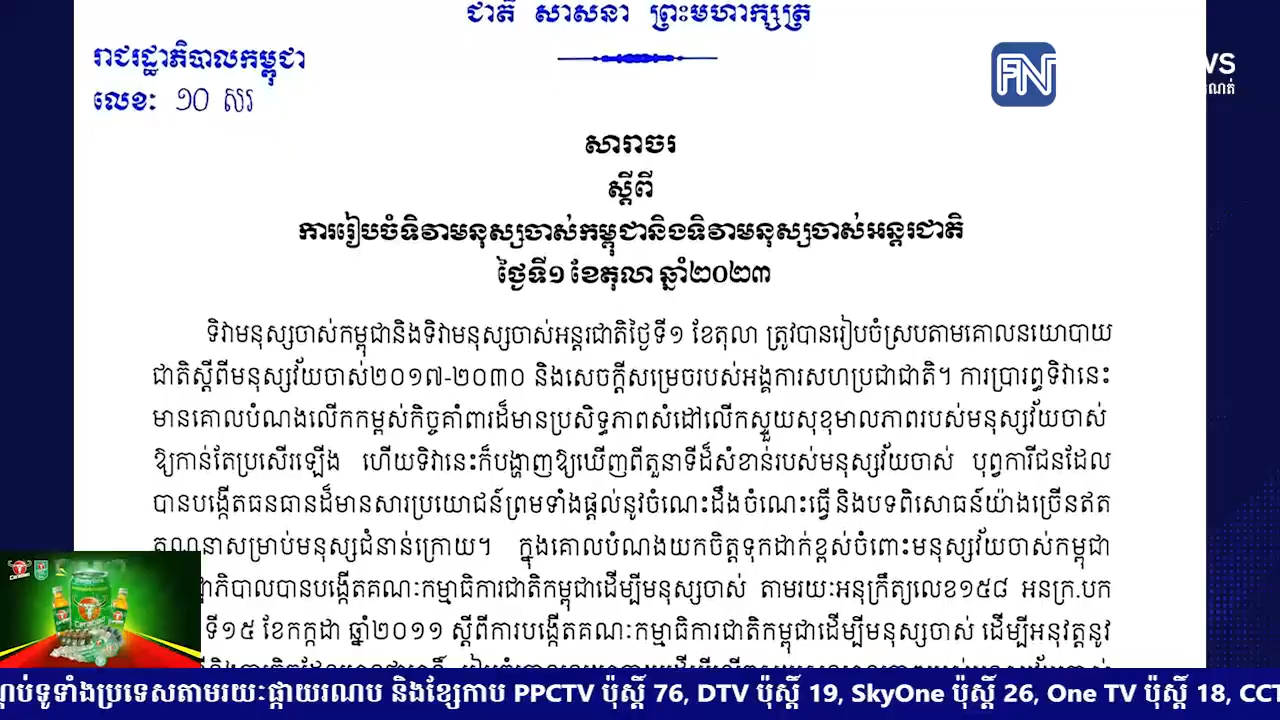 ជាតិ សាសនា ព្រះមហាក្សត្រ
រាជរដ្ឋាភិបាលកម្ពុជា
លេខៈ ១០ សរ
FN
WS
សារាចរ
ស្តីពី
ការរៀបចំទិវាមនុស្សចាស់កម្ពុជានិងទិវាមនុស្សចាស់អន្តរជាតិ
ថ្ងៃទី១ ខែតុលា ឆ្នាំ២០២៣
ទិវាមនុស្សចាស់កម្ពុជានិងទិវាមនុស្សចាស់អន្តរជាតិថ្ងៃទី១ ខែតុលា ត្រូវបានរៀបចំស្របតាមគោលនយោបាយ
ជាតិស្តីពីមនុស្សវ័យចាស់២០១៧-២០៣០ និងសេចក្តីសម្រេចរបស់អង្គការសហប្រជាជាតិ។ ការប្រារព្ធទិវានេះ
មានគោលបំណងលើកកម្ពស់កិច្ចគាំពារដ៏មានប្រសិទ្ធភាពសំដៅលើកស្ទួយសុខុមាលភាពរបស់មនុស្សវ័យចាស់
ឱ្យកាន់តែប្រសើរឡើង ហើយទិវានេះក៏បង្ហាញឱ្យឃើញពីតួនាទីដ៏សំខាន់របស់មនុស្សវ័យចាស់ បុព្វការីជនដែល
បានបង្កើតធនធានដ៏មានសារប្រយោជន៍ព្រមទាំងផ្តល់នូវចំណេះដឹងចំណេះធ្វើ និងបទពិសោធន៍យ៉ាងច្រើនឥត
គណនាសម្រាប់មនុស្សជំនាន់ក្រោយ។ ក្នុងគោលបំណងយកចិត្តទុកដាក់ខ្ពស់ចំពោះមនុស្សវ័យចាស់កម្ពុជា
ភិបាលបានបង្កើតគណៈកម្មាធិការជាតិកម្ពុជាដើម្បីមនុស្សចាស់ តាមរយៈអនុក្រឹត្យលេខ១៥៨ អនក្រ.បក
ទី១៥ ខែកក្កដា ឆ្នាំ២០១១ ស្តីពីការបង្កើតគណៈកម្មាធិការជាតិកម្ពុជាដើម្បីមនុស្សចាស់ ដើម្បីអនុវត្តនូវ
ទូទាំងប្រទេសតាមរយៈផ្កាយរណប និងខ្សែកាប PPCTV ប៉ុស្តិ៍ 76, DTV ប៉ុស្តិ៍ 19, SkyOne ប៉ុស្តិ៍ 26, One TV ប៉ុស្តិ៍ 18, CCT